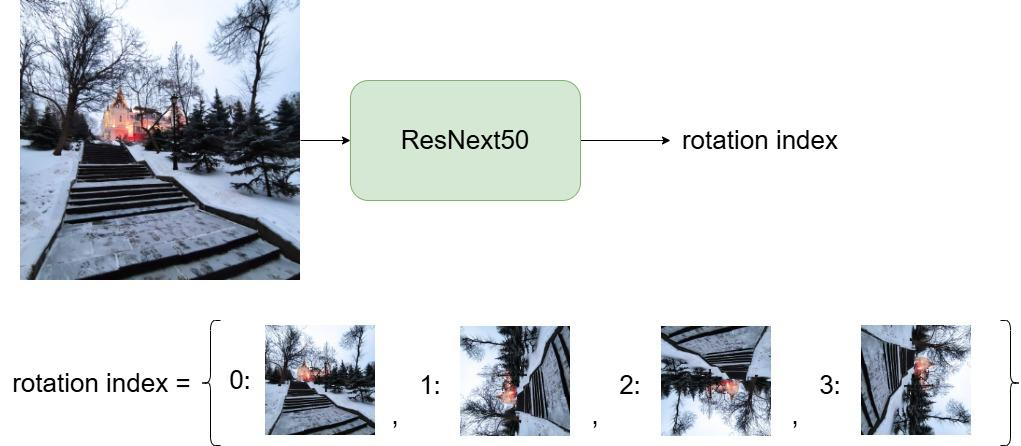 ResNext50
rotation index
rotation index = { 0: , 1: , 2: , 3: }